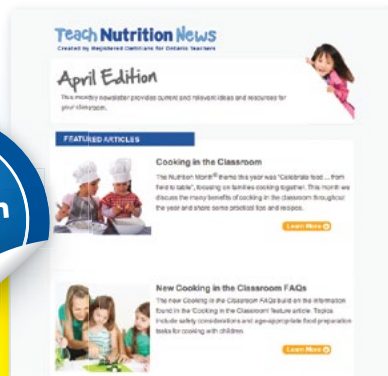 Teach Nutrition News
Created by Registered Dietitians for Ontario Teachers
April Edition
This monthly newsletter provides current and relevant ideas and resources for
your classroom.
FEATURED ARTICLES
Cooking in the Classroom
The Nutrition Month® theme this year was "Celebrate food ... from
field to table", focusing on families cooking together. This month we
discuss the many benefits of cooking in the classroom throughout
the year and share some practical tips and recipes.
Learn More
New Cooking in the Classroom FAQs
The new Cooking in the Classroom FAQs build on the information
found in the 'Cooking in the Classroom' feature article. Topics
include safety considerations and age-appropriate food preparation
tasks for cooking with children.
Learn More